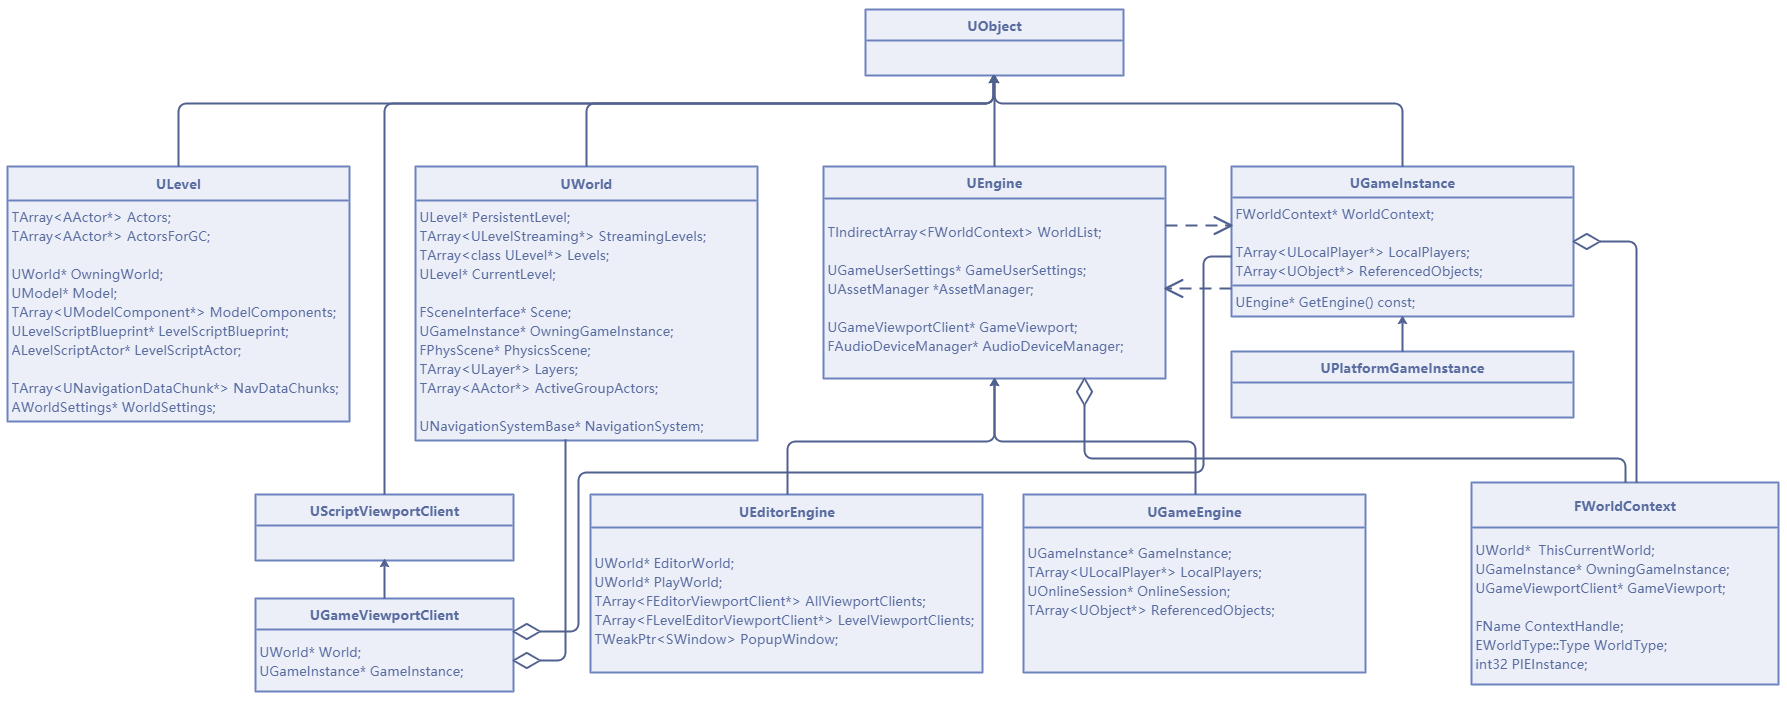 UObject
ULevel
TArray<AActor*> Actors;
TArray<AActor*> ActorsForGC;
UWorld* OwningWorld;
UModel* Model;
TArray<UModelComponent*> ModelComponents;
ULevelScriptBlueprint* LevelScriptBlueprint;
ALevelScriptActor* LevelScriptActor;
TArray<UNavigationDataChunk*> NavDataChunks;
AWorldSettings* WorldSettings;
UWorld
ULevel* PersistentLevel;
TArray<ULevelStreaming*> StreamingLevels;
TArray<class ULevel*> Levels;
ULevel* CurrentLevel;
FSceneInterface* Scene;
UGameInstance* OwningGameInstance;
FPhysScene* PhysicsScene;
TArray<ULayer*> Layers;
TArray<AActor*> ActiveGroupActors;
UNavigationSystemBase* NavigationSystem;
UEngine
TIndirectArray<FWorldContext> WorldList;
UGameUserSettings* GameUserSettings;
UAssetManager *AssetManager;
UGameViewportClient* GameViewport;
FAudioDeviceManager* AudioDeviceManager;
UGameInstance
FWorldContext* WorldContext;
TArray<ULocalPlayer*> LocalPlayers;
TArray<UObject*> ReferencedObjects;
UEngine* GetEngine() const;
UPlatformGameInstance
UScriptViewportClient
UGameViewportClient
UWorld* World;
UGameInstance* GameInstance;
UEditorEngine
UWorld* EditorWorld;
UWorld* PlayWorld;
TArray<FEditorViewportClient*> AllViewportClients;
TArray<FLevelEditorViewportClient*> LevelViewportClients;
TWeakPtr<SWindow> PopupWindow;
UGameEngine
UGameInstance* GameInstance;
TArray<ULocalPlayer*> LocalPlayers;
UOnlineSession* OnlineSession;
TArray<UObject*> ReferencedObjects;
FWorldContext
UWorld*  ThisCurrentWorld;
UGameInstance* OwningGameInstance;
UGameViewportClient* GameViewport;
FName ContextHandle;
EWorldType::Type WorldType;
int32 PIEInstance;